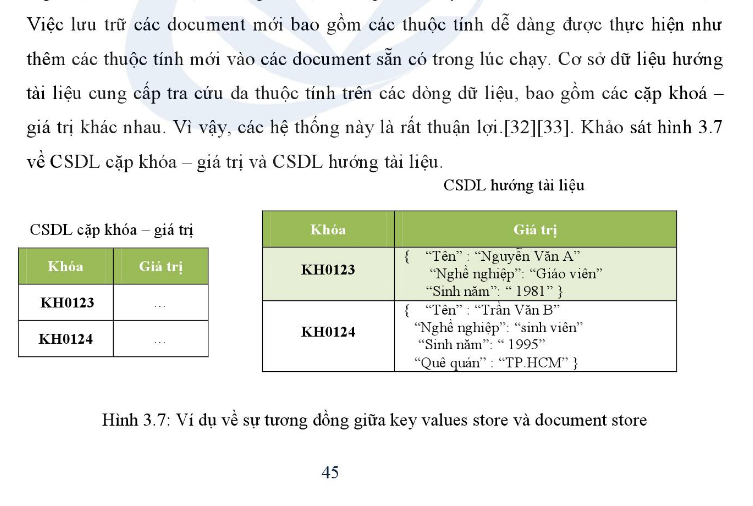 Việc lưu trữ các document mới bao gồm các thuộc tính dễ dàng được thực hiện như
thêm các thuộc tính mới vào các document sẵn có trong lúc chạy. Cơ sở dữ liệu hướng
tài liệu cung cấp tra cứu đa thuộc tính trên các dòng dữ liệu, bao gồm các cặp khoá –
giá trị khác nhau. Vì vậy, các hệ thống này là rất thuận lợi.[32][33]. Khảo sát hình 3.7
về CSDL cặp khóa – giá trị và CSDL hướng tài liệu.
CSDL cặp khóa – giá trị
Khóa Giá trị
KH0123 ...
KH0124 ...
CSDL hướng tài liệu
Khóa Giá trị
KH0123
{ “Tên” : “Nguyễn Văn A”
“Nghề nghiệp”: “Giáo viên”
“Sinh năm”: “ 1981” }
KH0124
{ “Tên” : “Trần Văn B”
“Nghề nghiệp”: “sinh viên”
“Sinh năm”: “ 1995”
“Quê quán” : “TP.HCM” }
Hình 3.7: Ví dụ về sự tương đồng giữa key values store và document store
45